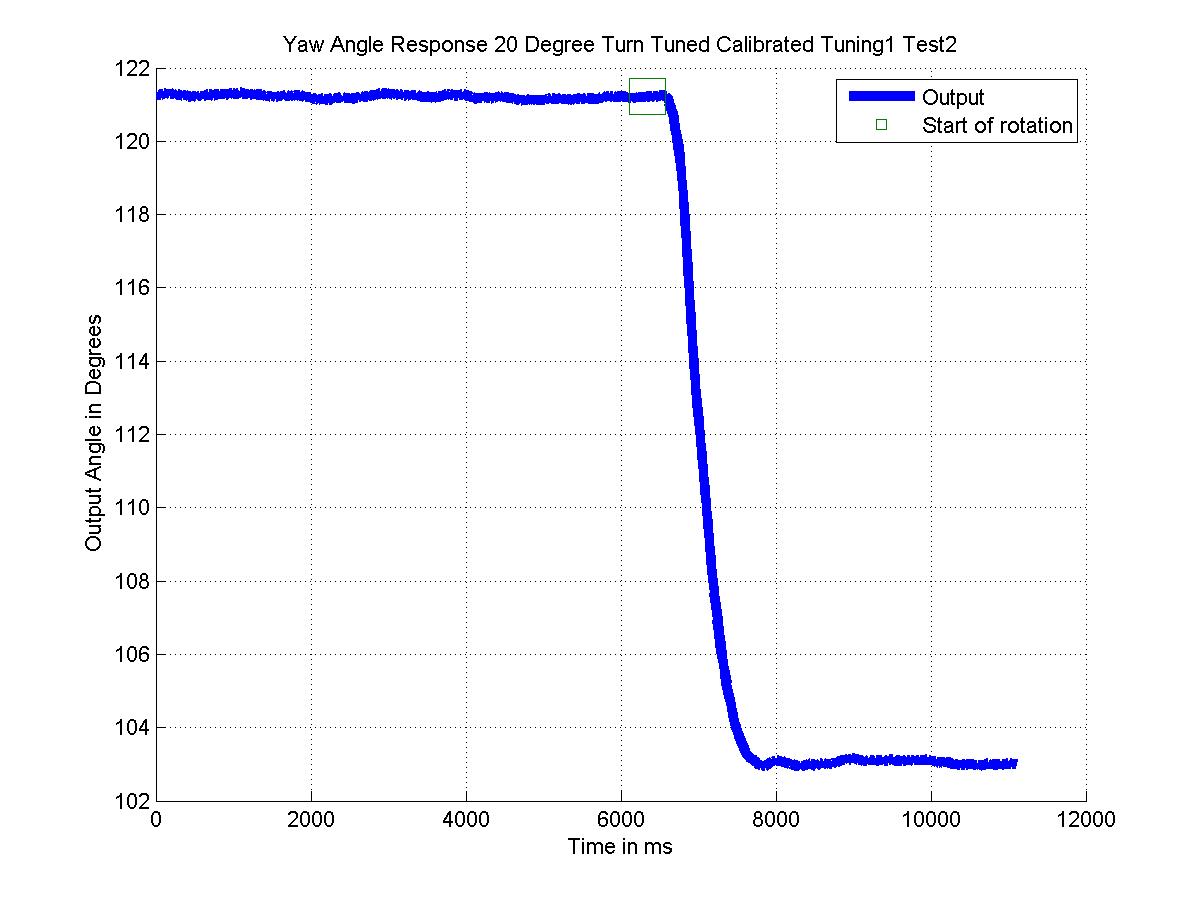 Yaw Angle Response 20 Degree Turn Tuned Calibrated Tuning1 Test2
Output
Start of rotation
122
120
118
116
114
112
110
108
106
104
102
Output Angle in Degrees
0 2000 4000 6000 8000 10000 12000
Time in ms